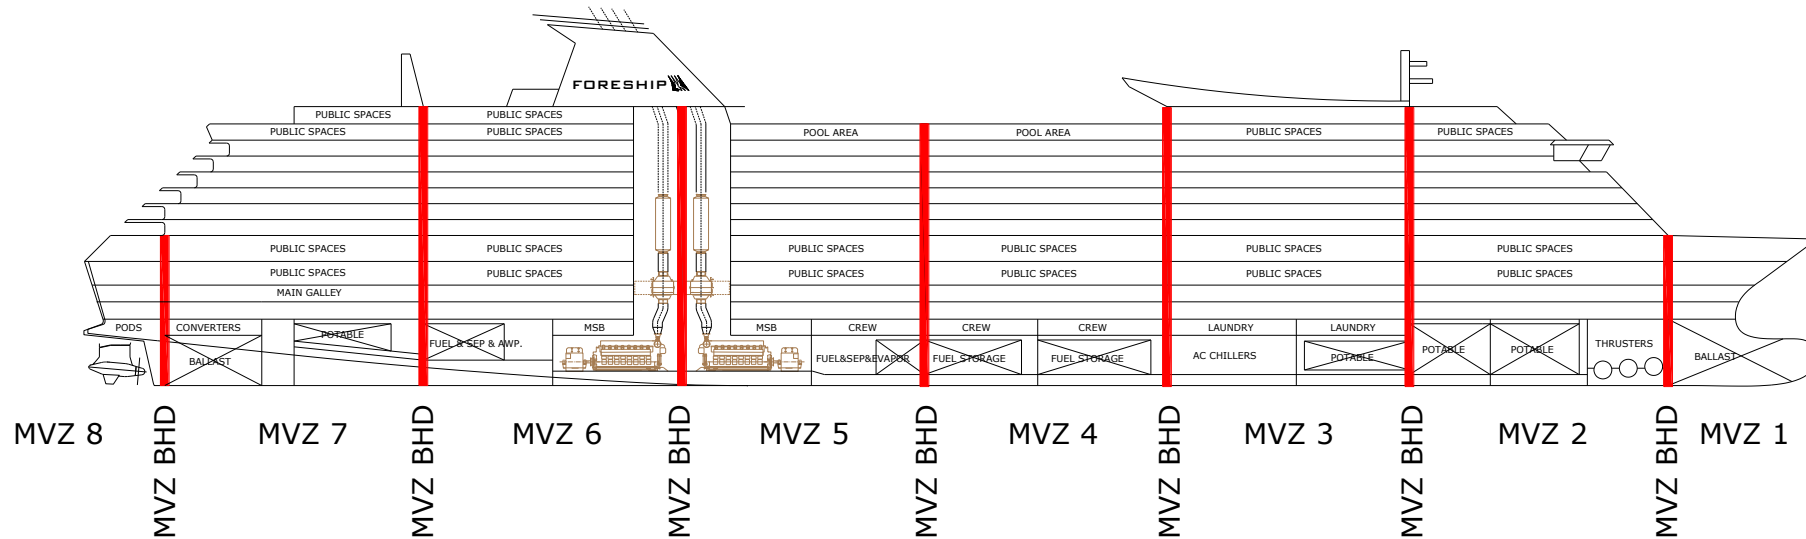 FORESHIP
PUBLIC SPACES PUBLIC SPACES
PUBLIC SPACES PUBLIC SPACES POOL AREA POOL AREA PUBLIC SPACES PUBLIC SPACES
PUBLIC SPACES PUBLIC SPACES PUBLIC SPACES PUBLIC SPACES PUBLIC SPACES PUBLIC SPACES
PUBLIC SPACES PUBLIC SPACES PUBLIC SPACES PUBLIC SPACES PUBLIC SPACES PUBLIC SPACES
MAIN GALLEY
PODS CONVERTERS MSB MSB CREW CREW CREW LAUNDRY LAUNDRY
POTABLE FUEL & SEP & AWP. THRUSTERS
BALLAST FUEL&SEP&EVAPOR FUEL STORAGE FUEL STORAGE AC CHILLERS POTABLE POTABLE POTABLE BALLAST
MVZ 8 MVZ 7 MVZ 6 MVZ 5 MVZ 4 MVZ 3 MVZ 2 MVZ 1
MVZ BHD MVZ BHD MVZ BHD MVZ BHD MVZ BHD MVZ BHD MVZ BHD